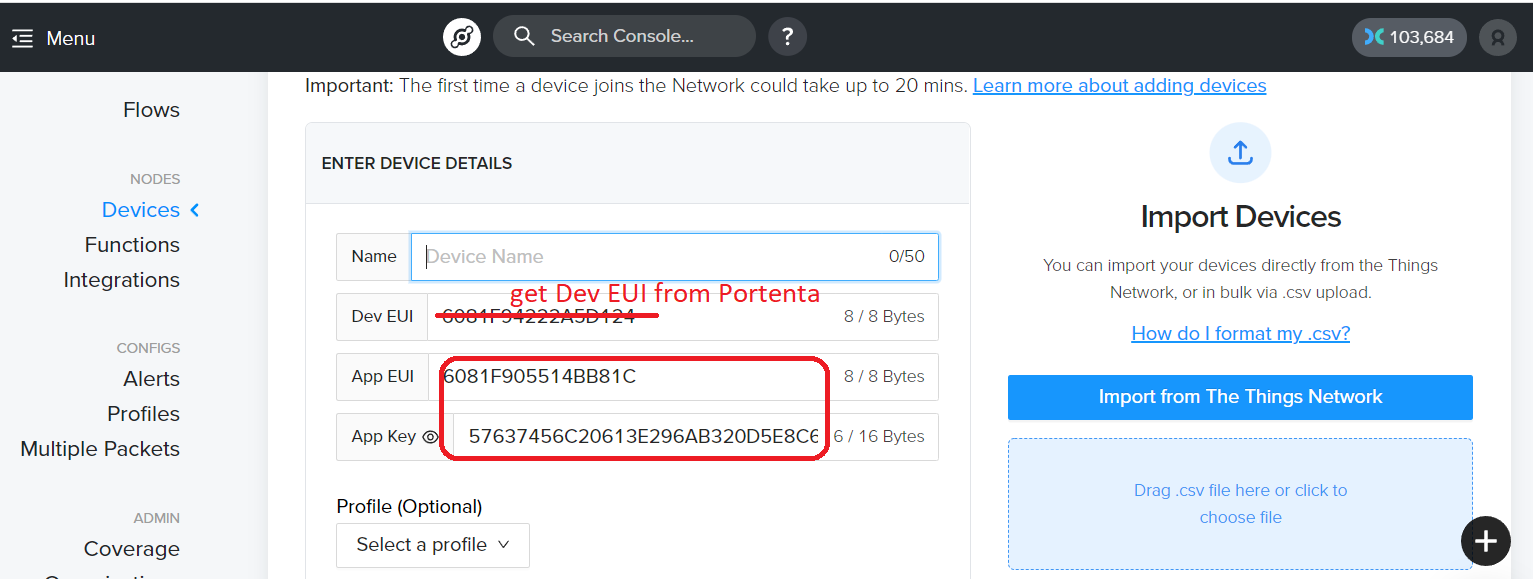 Menu
Search Console...
?
103,684
Important: The first time a device joins the Network could take up to 20 mins. Learn more about adding devices
Flows
NODES
Devices
Functions
Integrations
CONFIGS
Alerts
Profiles
Multiple Packets
ADMIN
Coverage
ENTER DEVICE DETAILS
Name
Device Name
0/50
get Dev EUI from Portenta
Dev EUI
6081F94222A5D124
8 / 8 Bytes
App EUI
6081F905514BB81C
8 / 8 Bytes
App Key
57637456C20613E296AB320D5E8C6
6 / 16 Bytes
Profile (Optional)
Select a profile
Import Devices
You can import your devices directly from the Things
Network, or in bulk via .csv upload.
How do I format my .csv?
Import from The Things Network
Drag .csv file here or click to
choose file